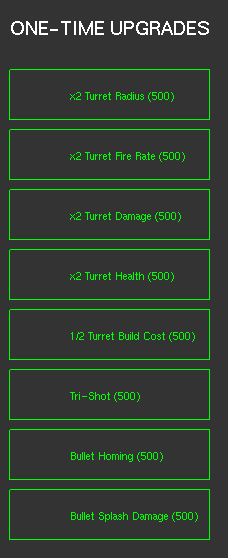 ONE-TIME UPGRADES
x2 Turret Radius (500)
x2 Turret Fire Rate (500)
x2 Turret Damage (500)
x2 Turret Health (500)
1/2 Turret Build Cost (500)
Tri-Shot (500)
Bullet Homing (500)
Bullet Splash Damage (500)